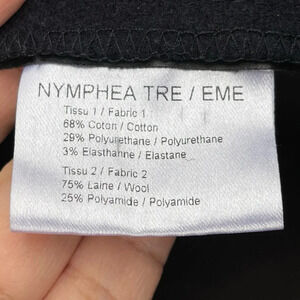 NYMPHEA TRE / EME
Tissu 1 / Fabric 1
68% Coton / Cotton
29% Polyurethane / Polyurethane
3% Elasthanne / Elastane
Tissu 2 / Fabric 2
75% Laine / Wool
25% Polyamide / Polyamide